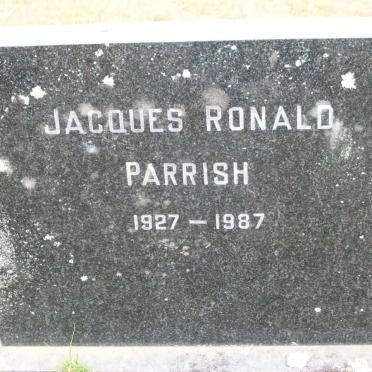 JACQUES RONALD
PARRISH
1927 — 1987